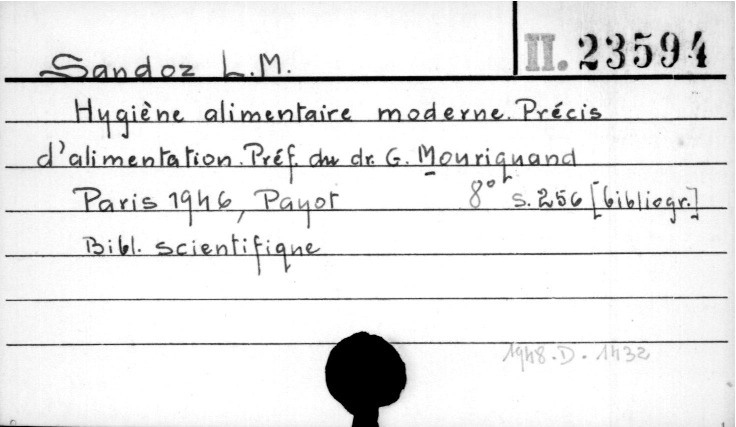 Sandoz L.M. II. 23594
Hygiène alimentaire moderne. Précis
d'alimentation. Préf. du dr. G. Mouriquand
Paris 1946, Payot 8° s. 256 [bibliogr.]
Bibl. scientifique
1948.D.1432